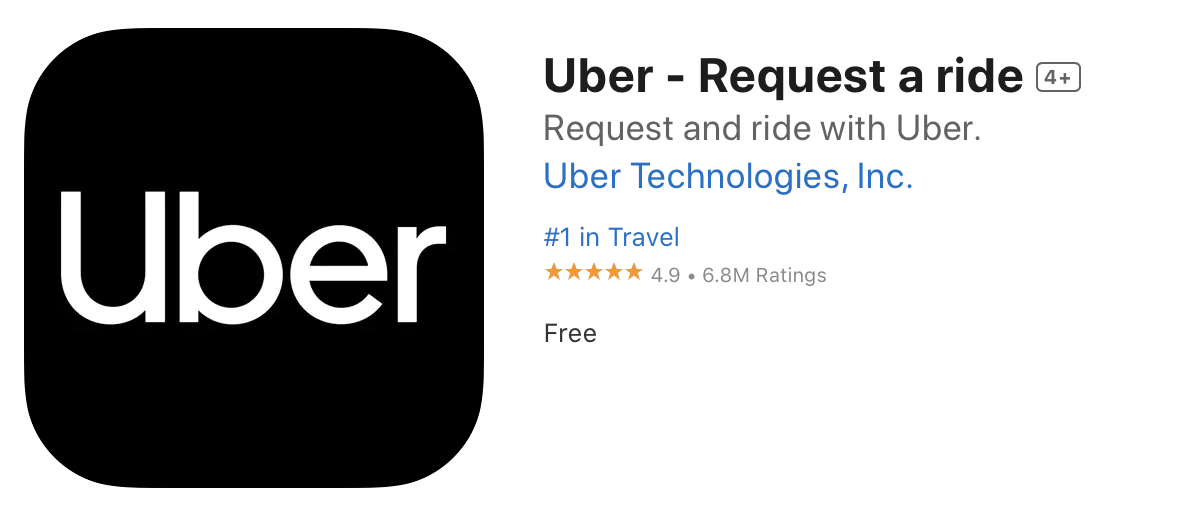 Uber
Uber - Request a ride 4+
Request and ride with Uber.
Uber Technologies, Inc.
#1 in Travel
★★★★★ 4.9 • 6.8M Ratings
Free